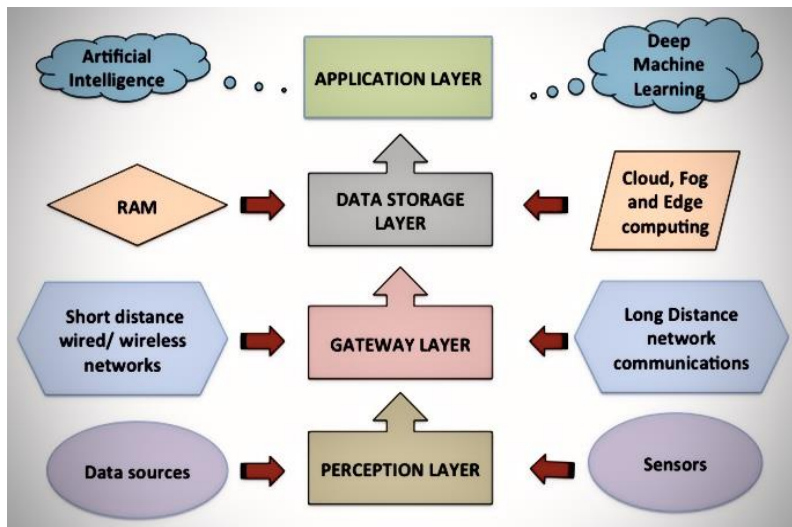 Artificial
Intelligence
APPLICATION LAYER
Deep
Machine
Learning
RAM
DATA STORAGE
LAYER
Cloud, Fog
and Edge
computing
Short distance
wired/ wireless
networks
GATEWAY LAYER
Long Distance
network
communications
Data sources
PERCEPTION LAYER
Sensors